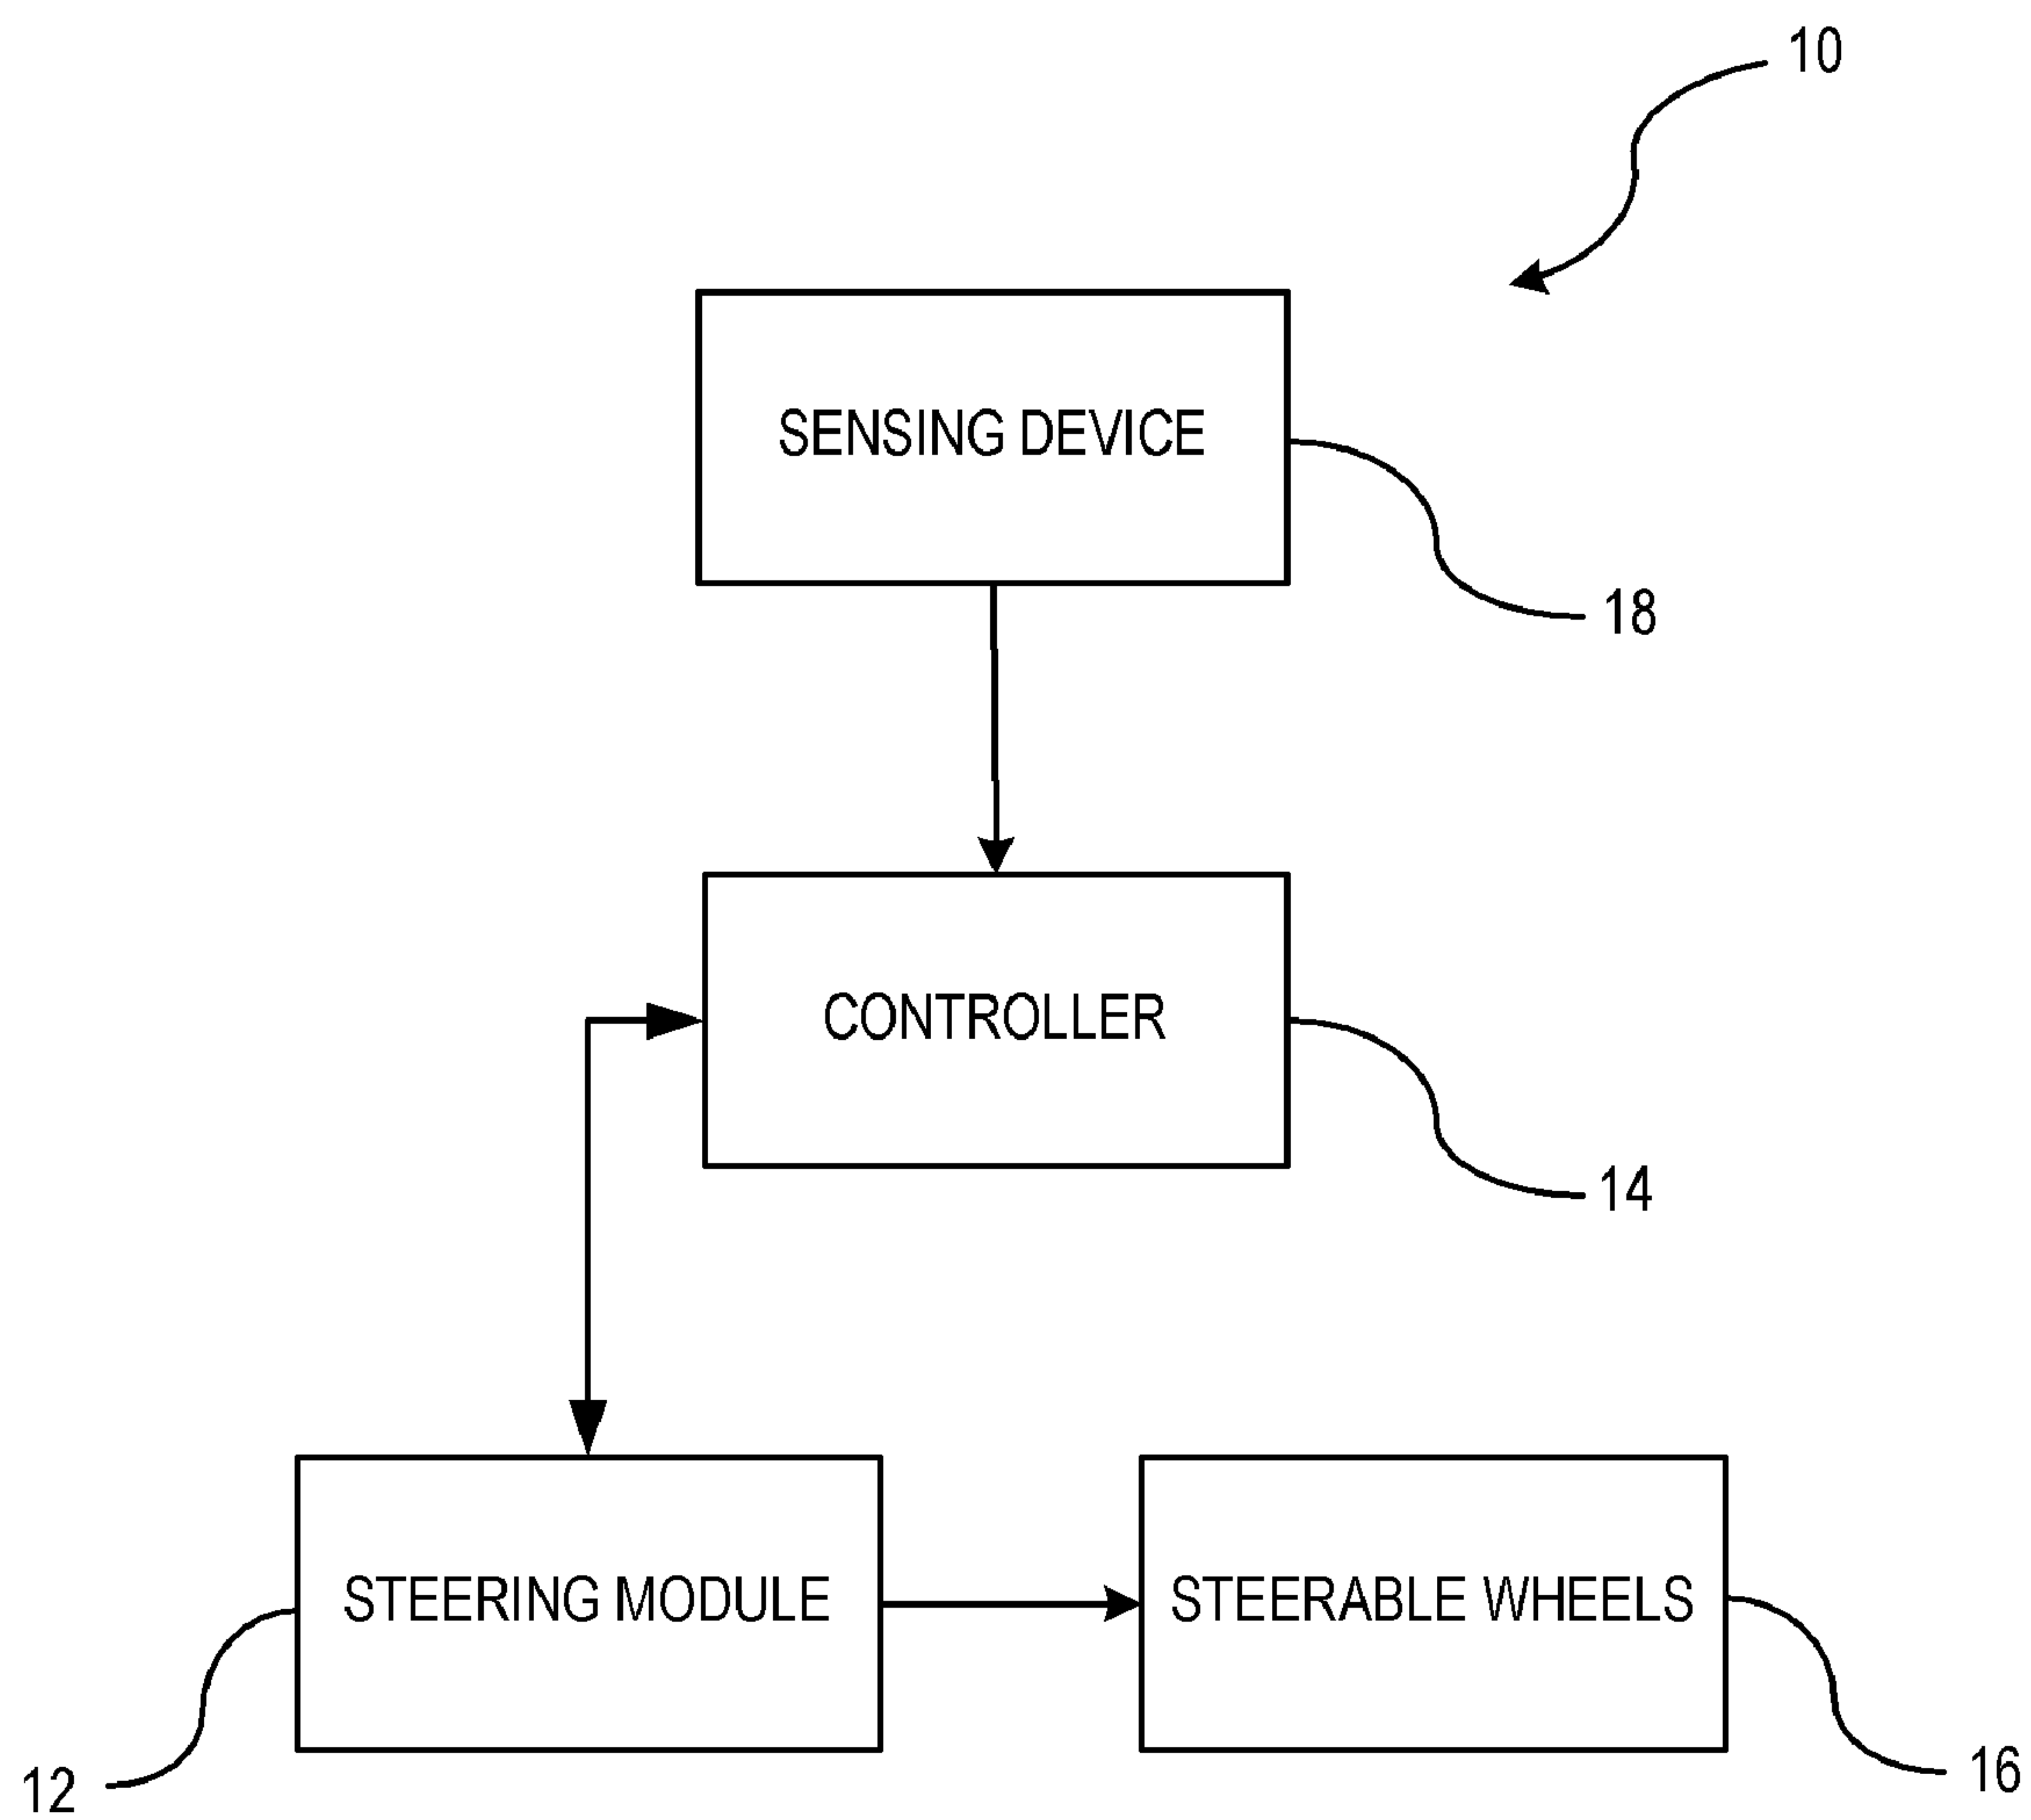 10
SENSING DEVICE
18
CONTROLLER
14
STEERING MODULE
STEERABLE WHEELS
12
16